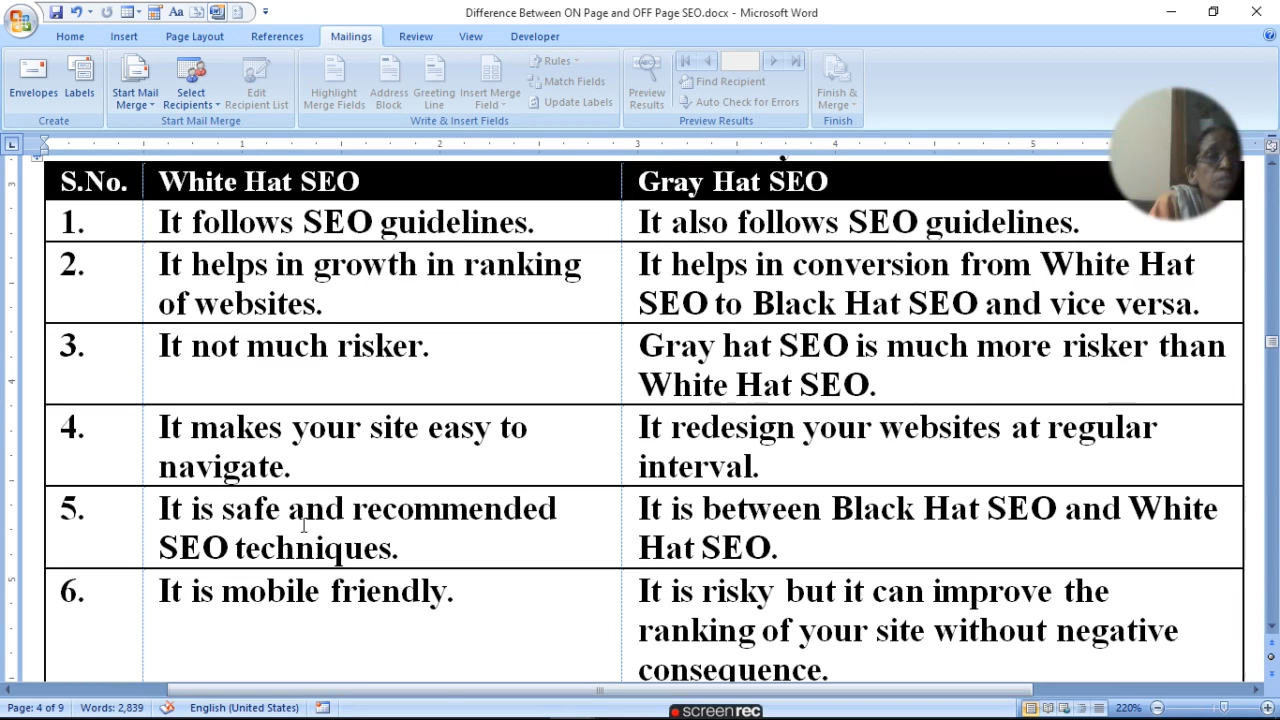 Difference Between ON Page and OFF Page SEO.docx - Microsoft Word
Home Insert Page Layout References Mailings Review View Developer
Envelopes Labels Start Mail Merge Select Recipients Edit Recipient List Highlight Merge Fields Address Block Greeting Line Insert Merge Field Rules Match Fields Update Labels Preview Results Find Recipient Auto Check for Errors Finish & Merge
Create Start Mail Merge Write & Insert Fields Preview Results Finish
1 2 3 4 5
S.No. White Hat SEO Gray Hat SEO
1. It follows SEO guidelines. It also follows SEO guidelines.
2. It helps in growth in ranking It helps in conversion from White Hat
of websites. SEO to Black Hat SEO and vice versa.
3. It not much risker. Gray hat SEO is much more risker than
White Hat SEO.
4. It makes your site easy to It redesign your websites at regular
navigate. interval.
5. It is safe and recommended It is between Black Hat SEO and White
SEO techniques. Hat SEO.
6. It is mobile friendly. It is risky but it can improve the
ranking of your site without negative
consequence.
Page: 4 of 9 Words: 2,839 English (United States) 220%
screenrec